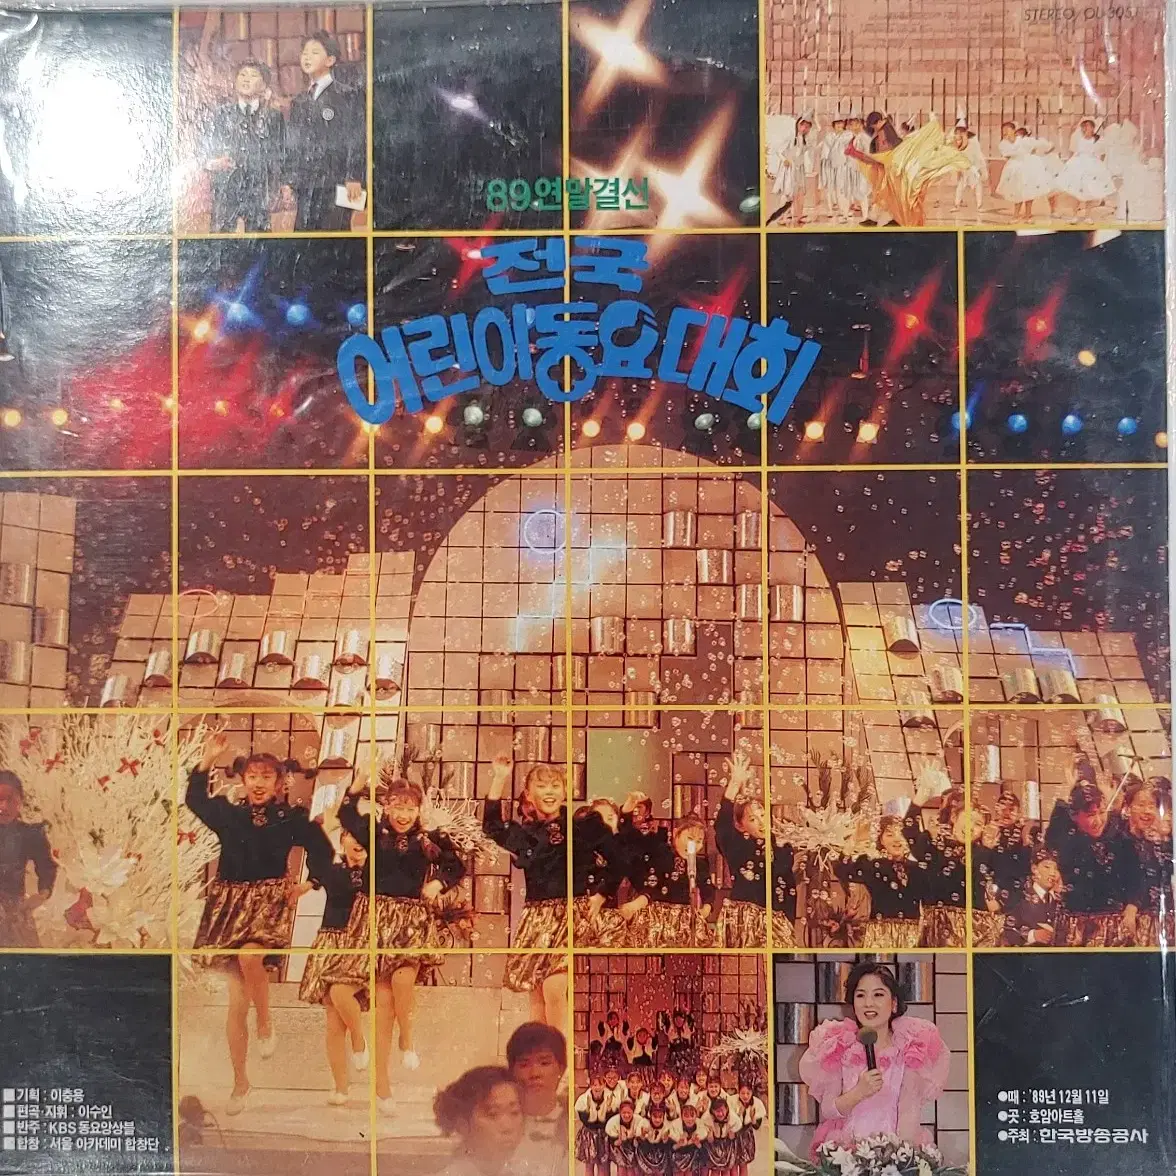 STEREO OL-3051
'89.연말결선
전국
어린이동요대회
■기획 : 이충용
■편곡·지휘 : 이수인
■반주 : KBS 동요앙상블
■합창 : 서울 아카데미 합창단
●때 : '89년 12월 11일
●곳 : 호암아트홀
●주최 : 한국방송공사